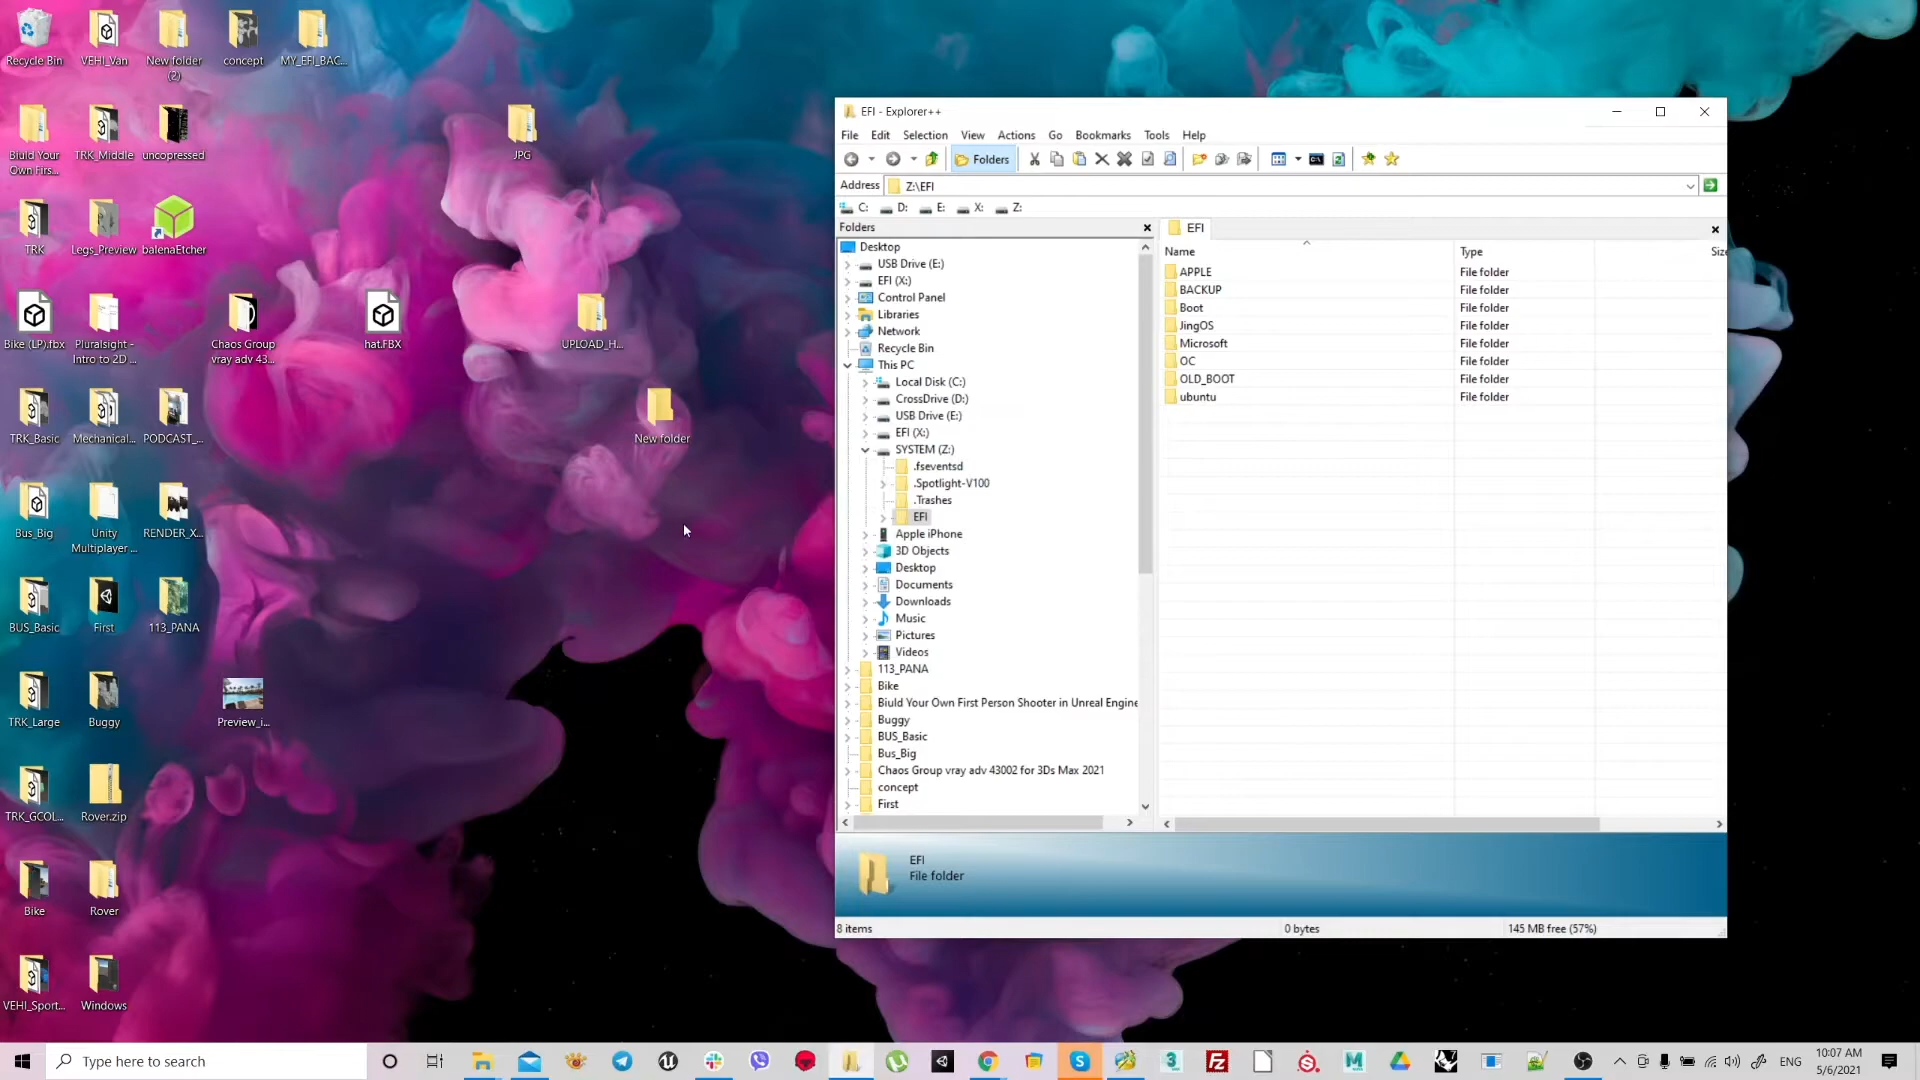 Recycle Bin
VEHI_Van
New folder
(2)
concept
MY_EFI_BAC...
Biuld Your
Own Firs...
TRK_Middle
uncopressed
JPG
TRK
Legs_Preview
balenaEtcher
Bike (LP).fbx
Pluralsight -
Intro to 2D ...
Chaos Group
vray adv 43...
hat.FBX
UPLOAD_H...
TRK_Basic
Mechanical...
PODCAST_...
New folder
Bus_Big
Unity
Multiplayer ...
RENDER_X...
BUS_Basic
First
113_PANA
TRK_Large
Buggy
Preview_i...
TRK_GCOL...
Rover.zip
Bike
Rover
VEHI_Sport...
Windows
EFI - Explorer++
File Edit Selection View Actions Go Bookmarks Tools Help
Folders
Address Z:\EFI
C: D: E: X: Z:
Folders
Desktop
USB Drive (E:)
EFI (X:)
Control Panel
Libraries
Network
Recycle Bin
This PC
Local Disk (C:)
CrossDrive (D:)
USB Drive (E:)
EFI (X:)
SYSTEM (Z:)
.fseventsd
.Spotlight-V100
.Trashes
EFI
Apple iPhone
3D Objects
Desktop
Documents
Downloads
Music
Pictures
Videos
113_PANA
Bike
Biuld Your Own First Person Shooter in Unreal Engine
Buggy
BUS_Basic
Bus_Big
Chaos Group vray adv 43002 for 3Ds Max 2021
concept
First
EFI
Name Type Size
APPLE File folder
BACKUP File folder
Boot File folder
JingOS File folder
Microsoft File folder
OC File folder
OLD_BOOT File folder
ubuntu File folder
EFI
File folder
8 items 0 bytes 145 MB free (57%)
Type here to search
ENG
10:07 AM
5/6/2021